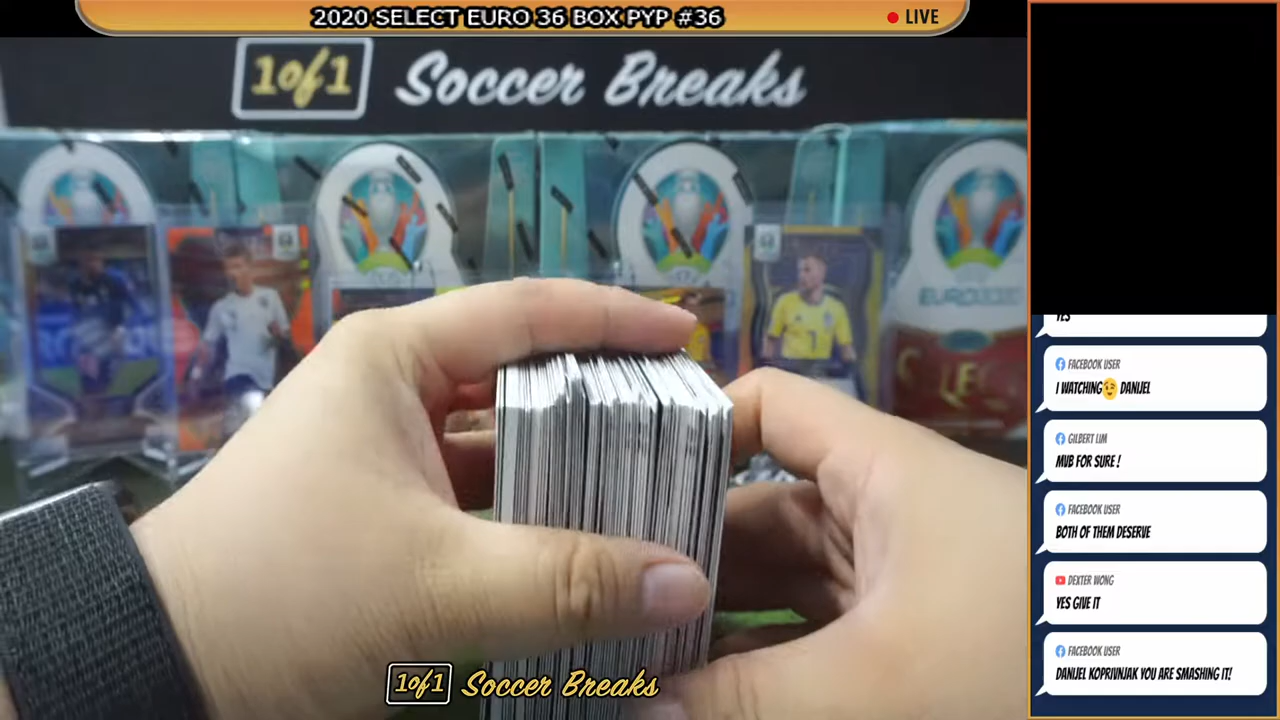 2020 SELECT EURO 36 BOX PYP #36
LIVE
1of1 Soccer Breaks
YES
FACEBOOK USER
I WATCHING😉 DANIJEL
GILBERT LIM
MVB FOR SURE !
FACEBOOK USER
BOTH OF THEM DESERVE
DEXTER WONG
YES GIVE IT
FACEBOOK USER
DANIJEL KOPRIVNJAK YOU ARE SMASHING IT!
1of1 Soccer Breaks